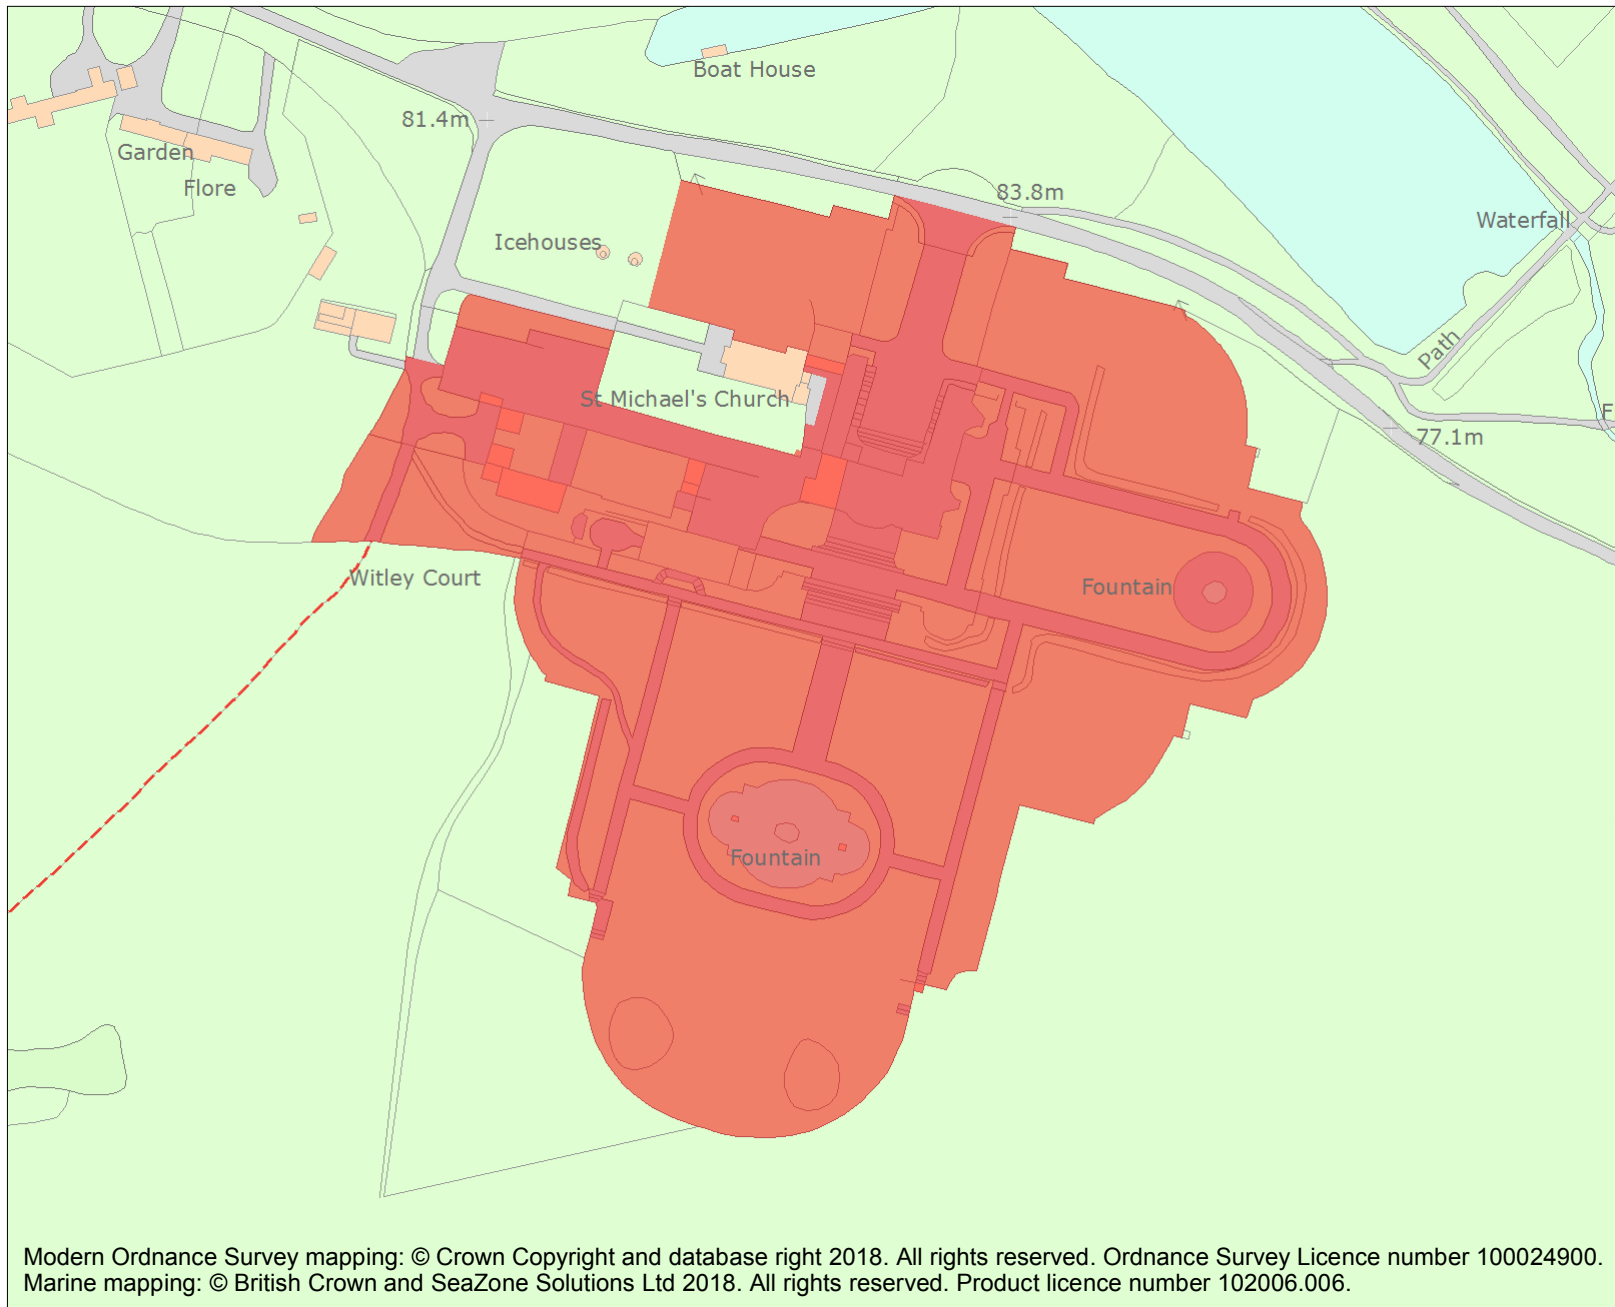 Boat House
81.4m
Garden
Flore
83.8m
Waterfall
Icehouses
Path
St Michael's Church
F
77.1m
Witley Court
Fountain
Fountain
Modern Ordnance Survey mapping: © Crown Copyright and database right 2018. All rights reserved. Ordnance Survey Licence number 100024900.
Marine mapping: © British Crown and SeaZone Solutions Ltd 2018. All rights reserved. Product licence number 102006.006.